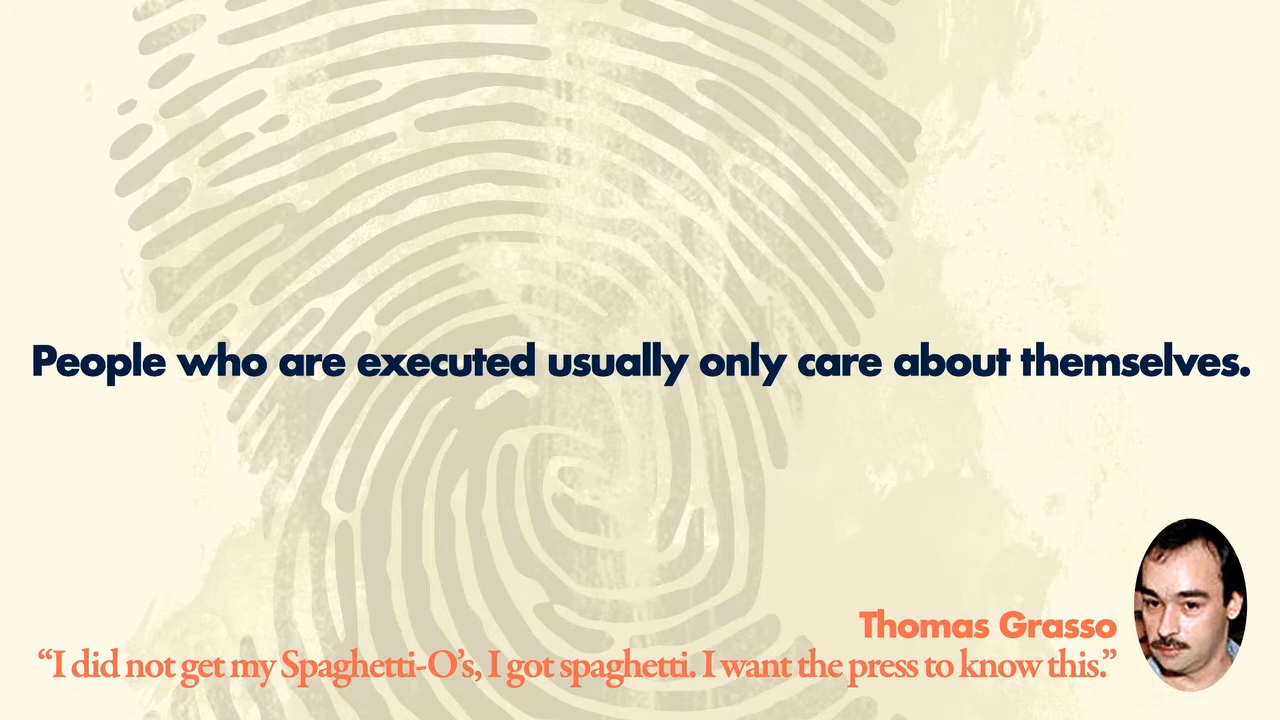 People who are executed usually only care about themselves.
Thomas Grasso
“I did not get my Spaghetti-O’s, I got spaghetti. I want the press to know this.”